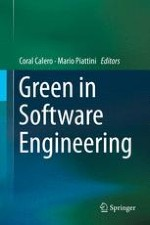 Coral Calero · Mario Piattini Editors
Green in
Software
Engineering
Springer